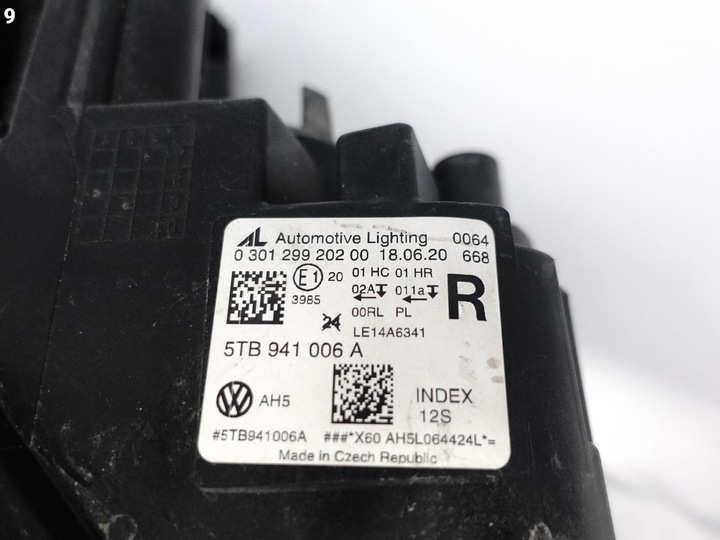 9
AL Automotive Lighting 0064
0 301 299 202 00 18.06.20 668
E1 20 01 HC 01 HR
3985 02A 011a R
24 00RL PL
LE14A6341
5TB 941 006 A
VW AH5 INDEX
12S
#5TB941006A ###*X60 AH5L064424L*=
Made in Czech Republic